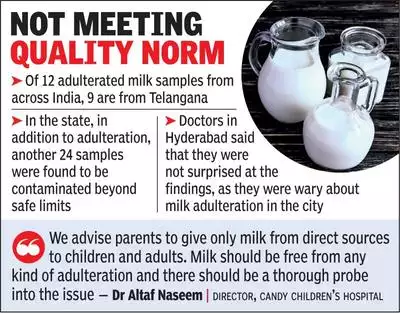 NOT MEETING
QUALITY NORM
➤ Of 12 adulterated milk samples from
across India, 9 are from Telangana
➤ In the state, in
addition to adulteration,
another 24 samples
were found to be
contaminated beyond
safe limits
➤ Doctors in
Hyderabad said
that they were
not surprised at the
findings, as they were wary about
milk adulteration in the city
We advise parents to give only milk from direct sources
to children and adults. Milk should be free from any
kind of adulteration and there should be a thorough probe
into the issue — Dr Altaf Naseem | DIRECTOR, CANDY CHILDREN'S HOSPITAL